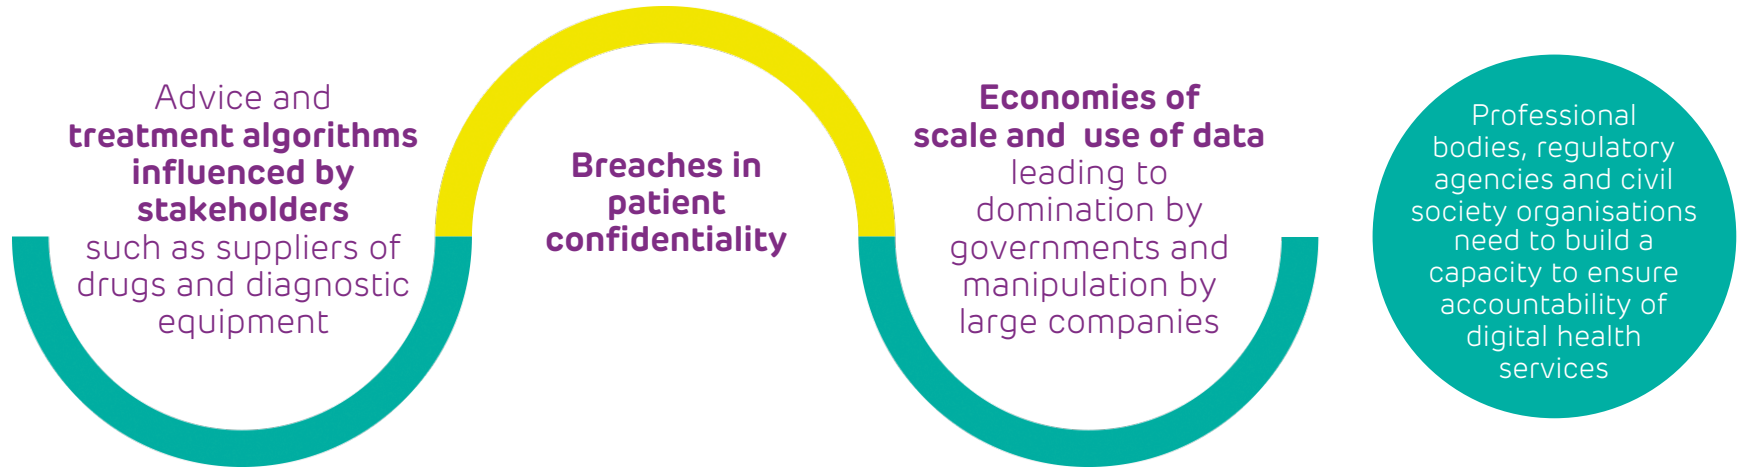 Advice and
treatment algorithms
influenced by
stakeholders
such as suppliers of
drugs and diagnostic
equipment
Breaches in
patient
confidentiality
Economies of
scale and  use of data
leading to
domination by
governments and
manipulation by
large companies
Professional
bodies, regulatory
agencies and civil
society organisations
need to build a
capacity to ensure
accountability of
digital health
services